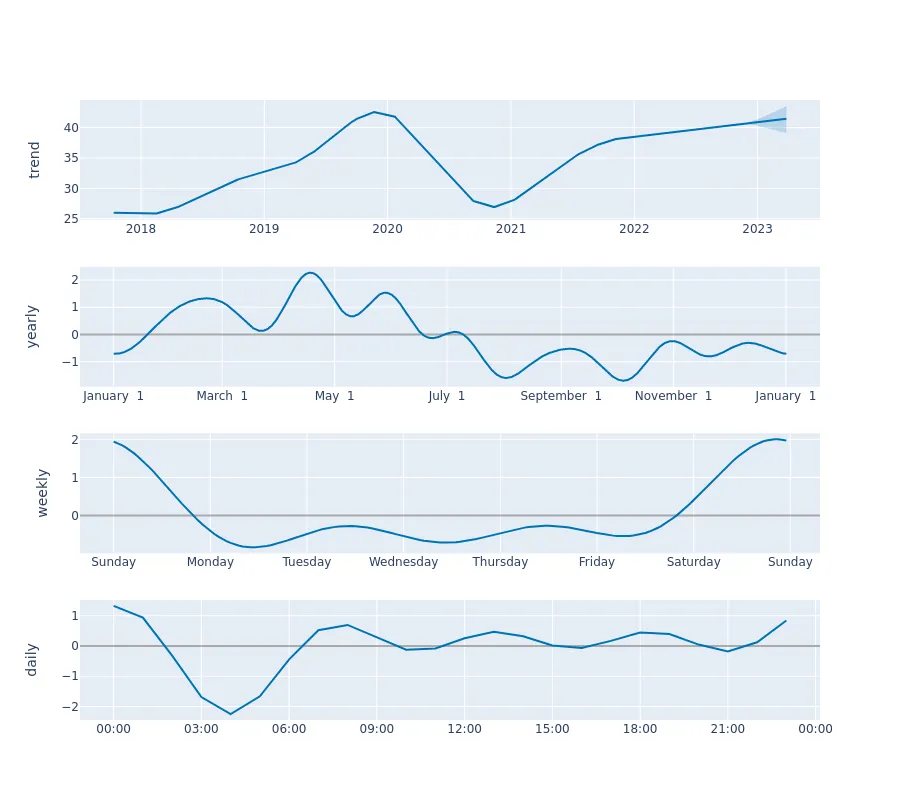 trend
40
35
30
25
2018 2019 2020 2021 2022 2023
yearly
2
1
0
−1
January 1 March 1 May 1 July 1 September 1 November 1 January 1
weekly
2
1
0
Sunday Monday Tuesday Wednesday Thursday Friday Saturday Sunday
daily
1
0
−1
−2
00:00 03:00 06:00 09:00 12:00 15:00 18:00 21:00 00:00